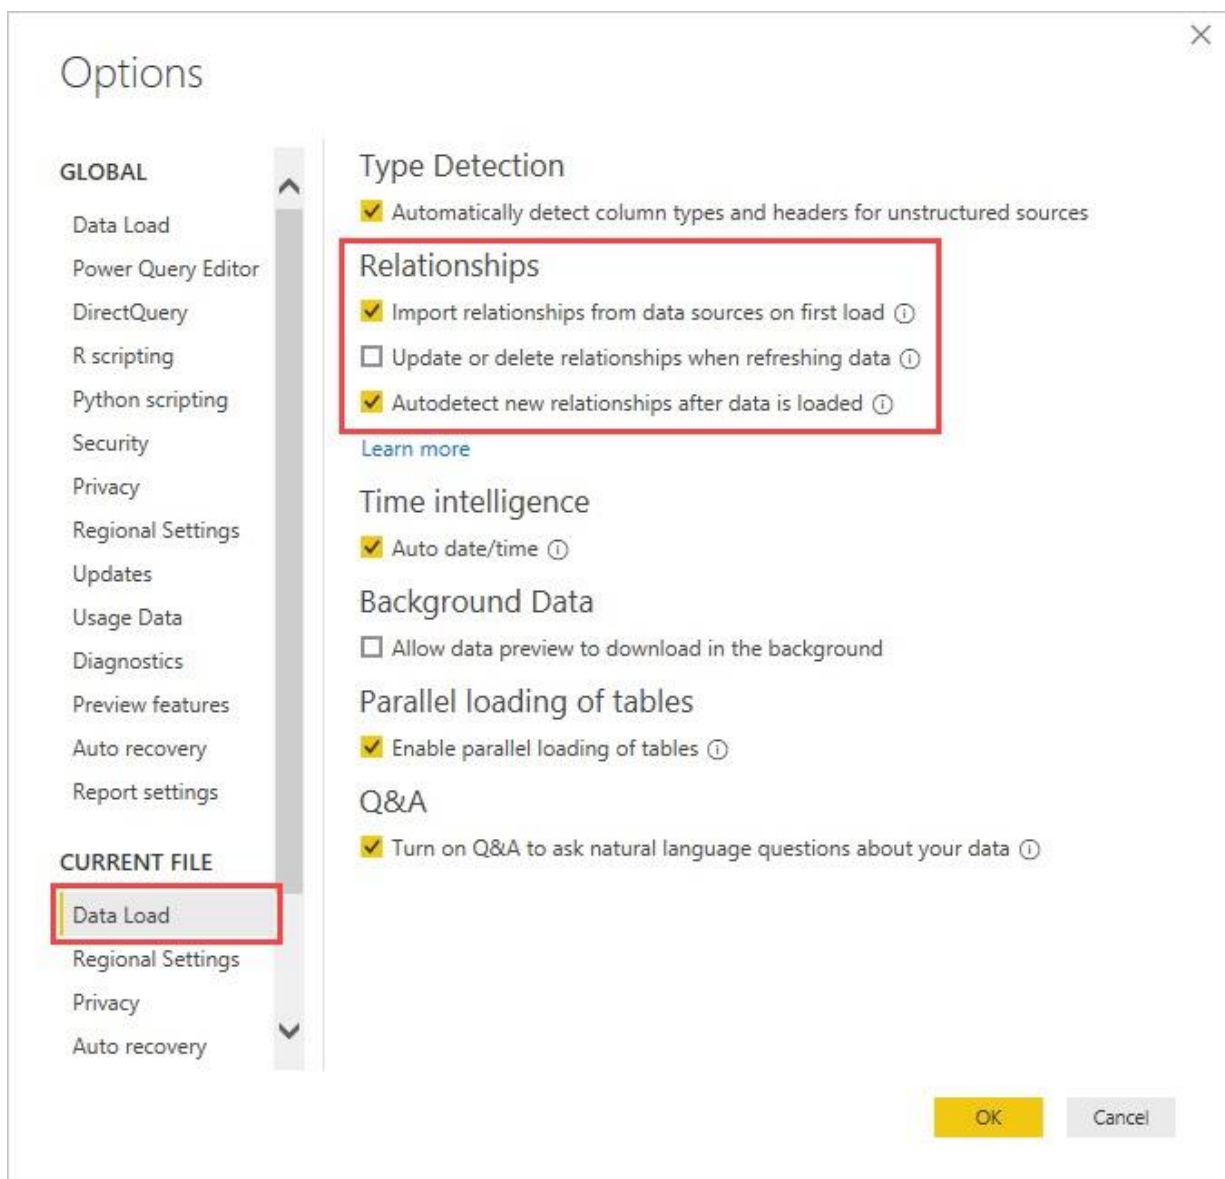 Options
GLOBAL
Data Load
Power Query Editor
DirectQuery
R scripting
Python scripting
Security
Privacy
Regional Settings
Updates
Usage Data
Diagnostics
Preview features
Auto recovery
Report settings
CURRENT FILE
Data Load
Regional Settings
Privacy
Auto recovery
Type Detection
Automatically detect column types and headers for unstructured sources
Relationships
Import relationships from data sources on first load
Update or delete relationships when refreshing data
Autodetect new relationships after data is loaded
Learn more
Time intelligence
Auto date/time
Background Data
Allow data preview to download in the background
Parallel loading of tables
Enable parallel loading of tables
Q&A
Turn on Q&A to ask natural language questions about your data
OK
Cancel